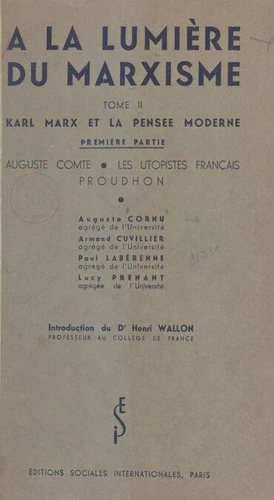 A LA LUMIÈRE
DU MARXISME
TOME II
KARL MARX ET LA PENSEE MODERNE
PREMIÈRE PARTIE
AUGUSTE COMTE • LES UTOPISTES FRANÇAIS
PROUDHON
•
Auguste CORNU
agrégé de l'Université
Armand CUVILLIER
agrégé de l'Université
Paul LABÉRENNE
agrégé de l'Université
Lucy PRENANT
agrégée de l'Université
Introduction du Dr Henri WALLON
PROFESSEUR AU COLLÈGE DE FRANCE
ESI
ÉDITIONS SOCIALES INTERNATIONALES, PARIS